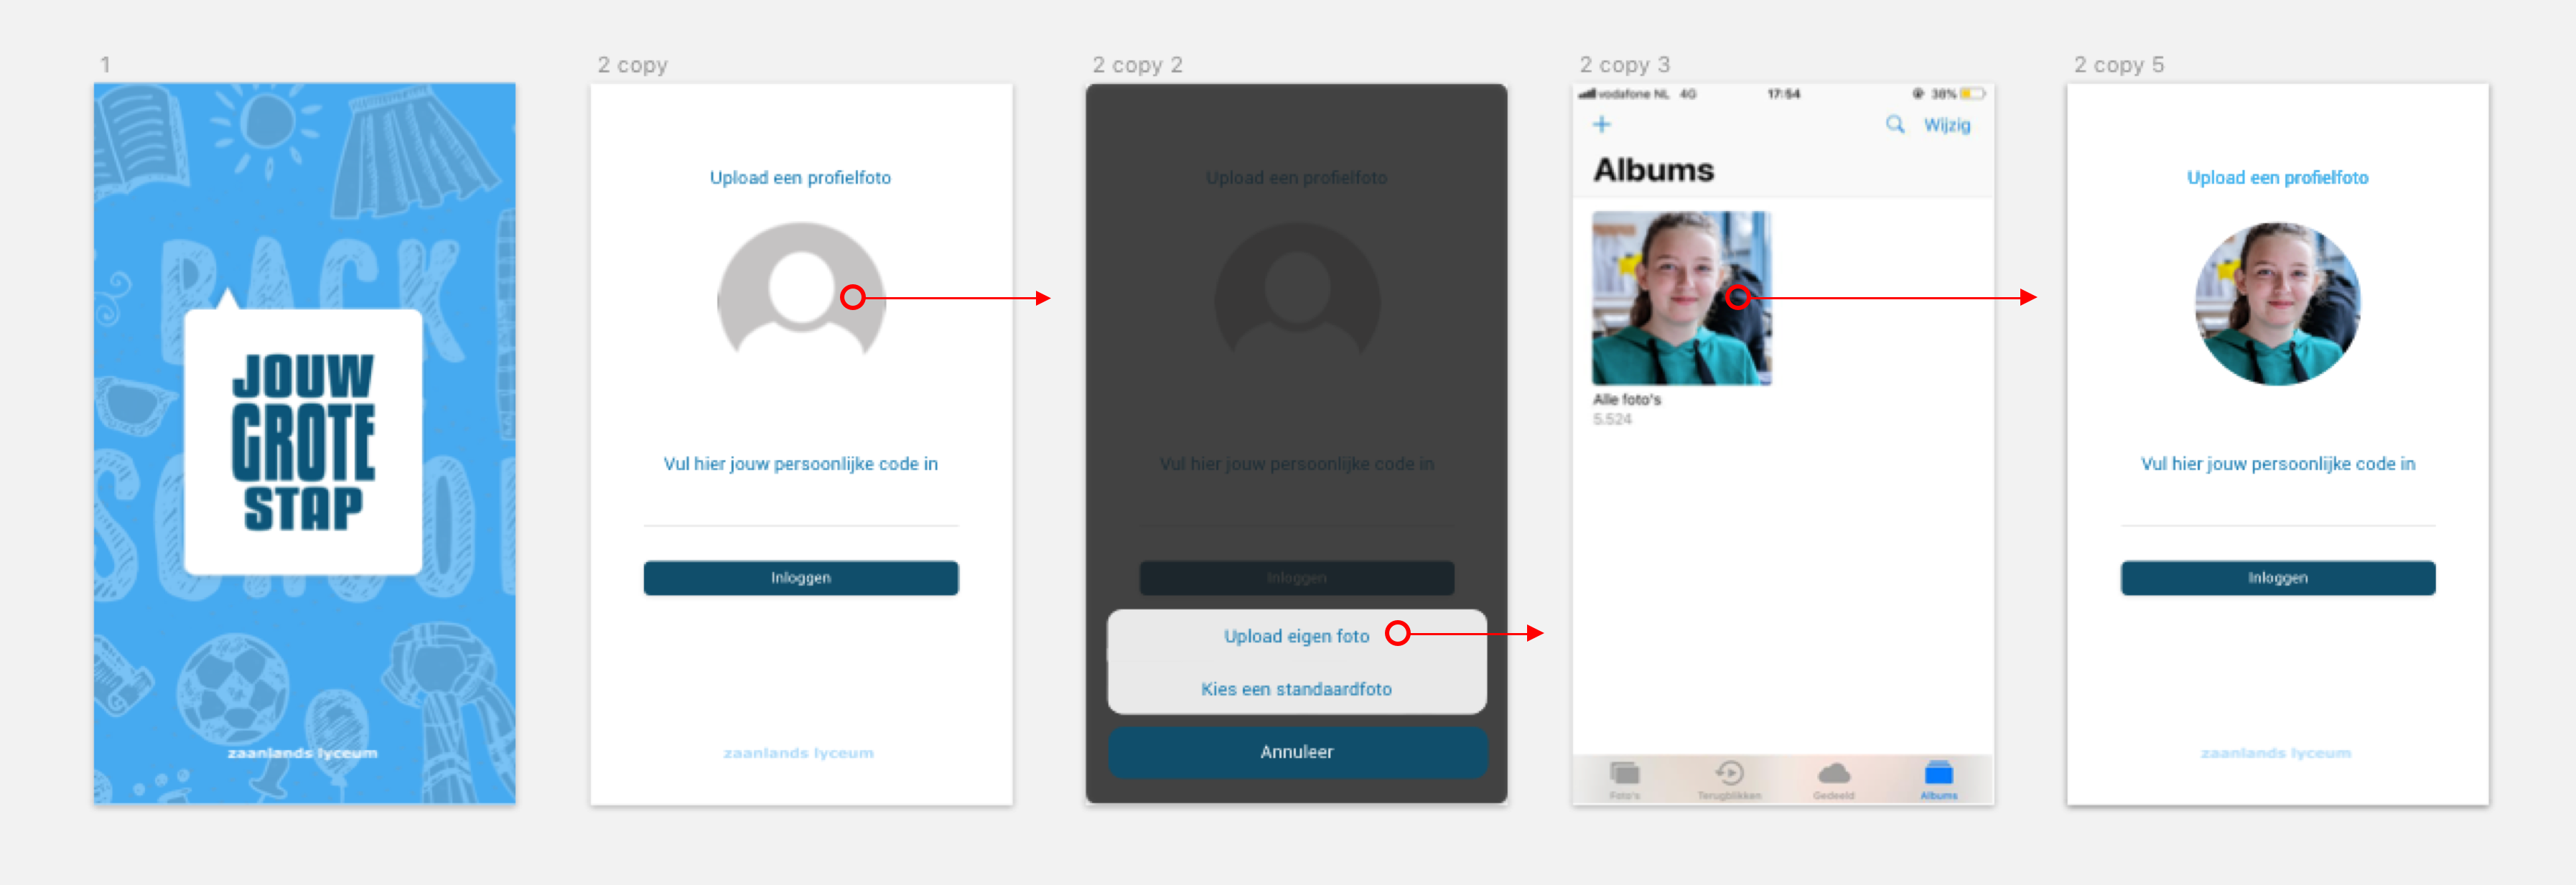 1
BACK
SCHOOL
JOUW
GROTE
STAP
zaanlands lyceum
2 copy
Upload een profielfoto
Vul hier jouw persoonlijke code in
Inloggen
zaanlands lyceum
2 copy 2
Upload een profielfoto
Vul hier jouw persoonlijke code in
Inloggen
Upload eigen foto
Kies een standaardfoto
Annuleer
2 copy 3
vodafone NL 4G 17:54 38%
+ Wijzig
Albums
Alle foto's
5.524
Foto's Terugblikken Gedeeld Albums
2 copy 5
Upload een profielfoto
Vul hier jouw persoonlijke code in
Inloggen
zaanlands lyceum